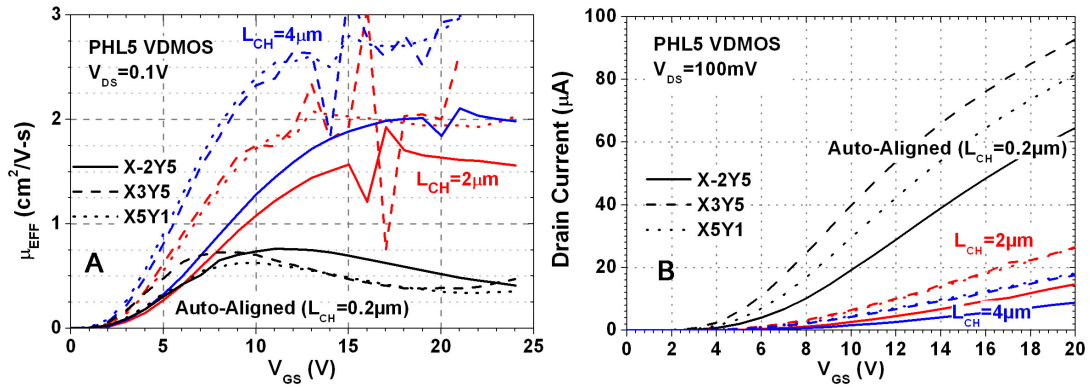 PHL5 VDMOS
V_DS=0.1V
L_CH=4μm
L_CH=2μm
X-2Y5
X3Y5
X5Y1
A
Auto-Aligned (L_CH=0.2μm)
μ_EFF (cm²/V-s)
3
2
1
0
0 5 10 15 20 25
V_GS (V)
PHL5 VDMOS
V_DS=100mV
Auto-Aligned (L_CH=0.2μm)
X-2Y5
X3Y5
X5Y1
L_CH=2μm
B
L_CH=4μm
Drain Current (μA)
100
80
60
40
20
0
0 2 4 6 8 10 12 14 16 18 20
V_GS (V)